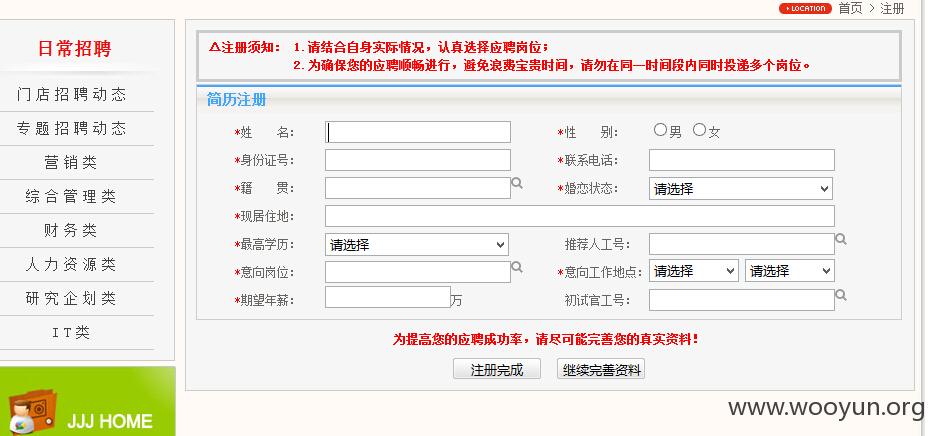 LOCATION 首页 > 注册
日常招聘
门店招聘动态
专题招聘动态
营销类
综合管理类
财务类
人力资源类
研究企划类
IT类
JJJ HOME
注册须知： 1. 请结合自身实际情况，认真选择应聘岗位；
2. 为确保您的应聘顺畅进行，避免浪费宝贵时间，请勿在同一时间段内同时投递多个岗位。
简历注册
*姓 名： *性 别： 男 女
*身份证号： *联系电话：
*籍 贯： *婚恋状态： 请选择
*现居住地：
*最高学历： 请选择 推荐人工号：
*意向岗位： *意向工作地点： 请选择 请选择
*期望年薪： 万 初试官工号：
为提高您的应聘成功率，请尽可能完善您的真实资料！
注册完成 继续完善资料
www.wooyun.org